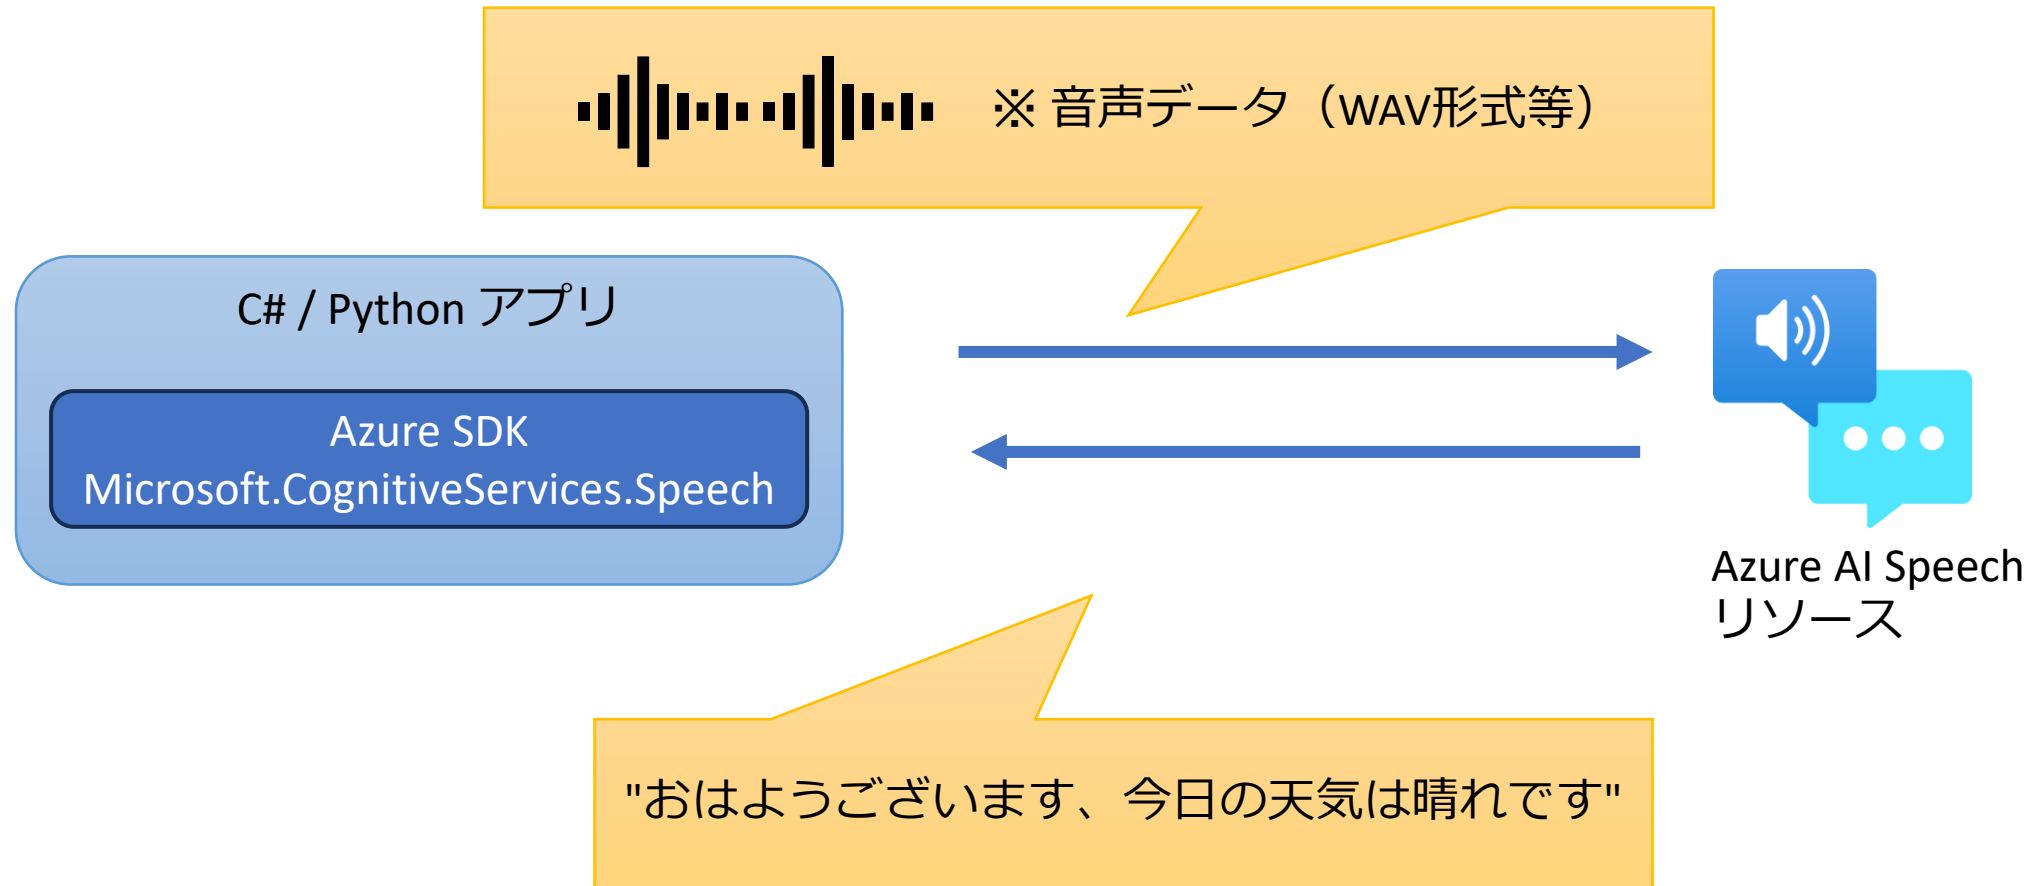 ※ 音声データ（WAV形式等）
C# / Python アプリ
Azure SDK
Microsoft.CognitiveServices.Speech
Azure AI Speech
リソース
"おはようございます、今日の天気は晴れです"